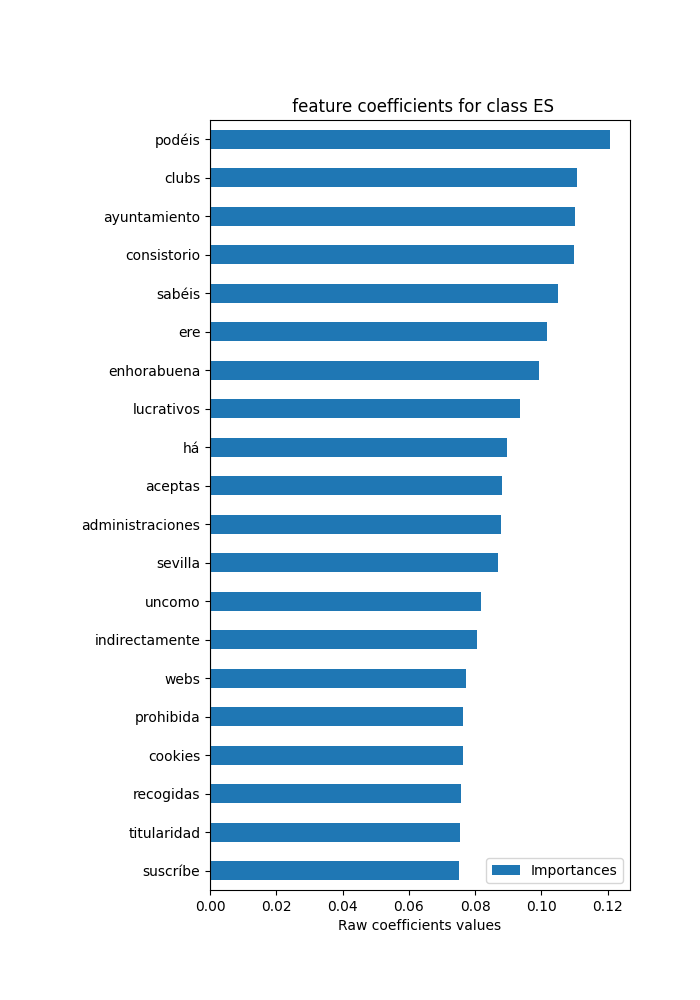 feature coefficients for class ES
podéis
clubs
ayuntamiento
consistorio
sabéis
ere
enhorabuena
lucrativos
há
aceptas
administraciones
sevilla
uncomo
indirectamente
webs
prohibida
cookies
recogidas
titularidad
suscríbe
Importances
0.00 0.02 0.04 0.06 0.08 0.10 0.12
Raw coefficients values